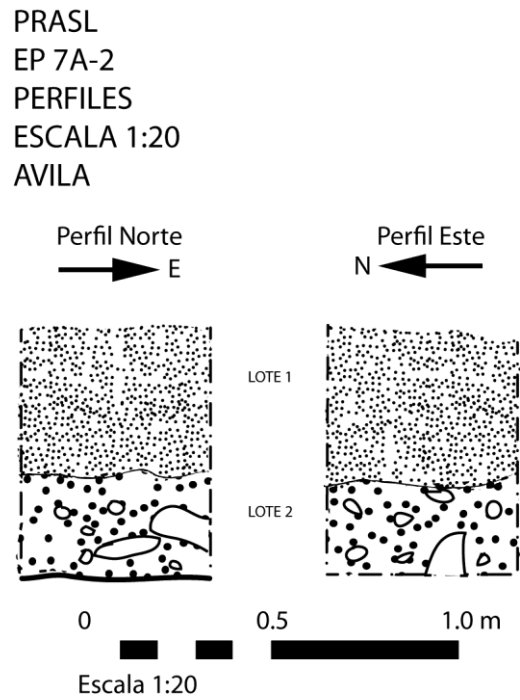 PRASL
EP 7A-2
PERFILES
ESCALA 1:20
AVILA
Perfil Norte
E
Perfil Este
N
LOTE 1
LOTE 2
0 0.5 1.0 m
Escala 1:20